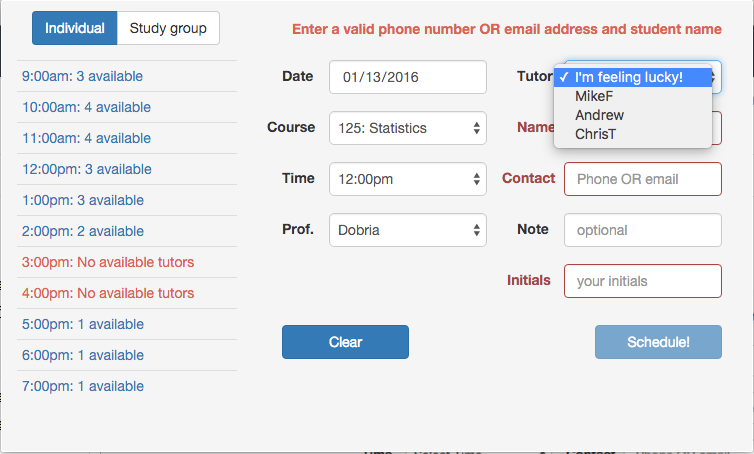 Individual
Study group
Enter a valid phone number OR email address and student name
9:00am: 3 available
10:00am: 4 available
11:00am: 4 available
12:00pm: 3 available
1:00pm: 3 available
2:00pm: 2 available
3:00pm: No available tutors
4:00pm: No available tutors
5:00pm: 1 available
6:00pm: 1 available
7:00pm: 1 available
Date
01/13/2016
Tutor
✓ I'm feeling lucky!
MikeF
Andrew
ChrisT
Course
125: Statistics
Name
Time
12:00pm
Contact
Phone OR email
Prof.
Dobria
Note
optional
Initials
your initials
Clear
Schedule!